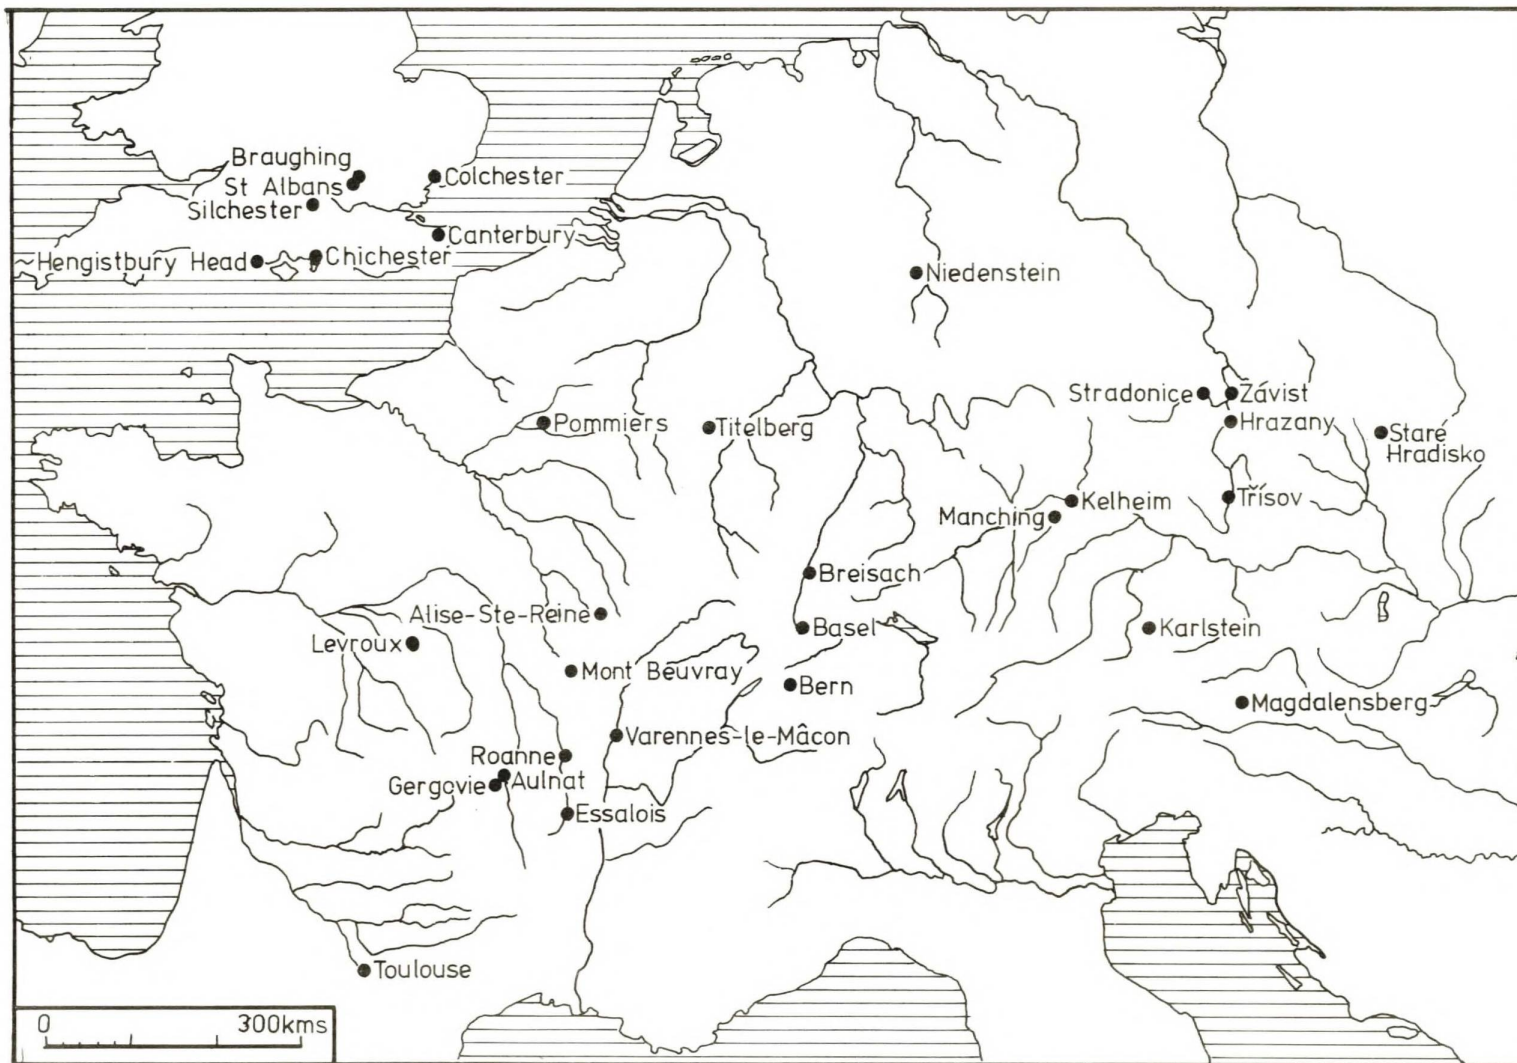 Braughing
St Albans
Silchester
Colchester
Canterbury
Hengistbury Head
Chichester
Niedenstein
Stradonice
Závist
Hrazany
Pommiers
Titelberg
Staré
Hradisko
Kelheim
Třísov
Manching
Breisach
Alise-Ste-Reine
Basel
Karlstein
Levroux
Mont Beuvray
Bern
Magdalensberg
Varennes-le-Mâcon
Roanne
Aulnat
Gergovie
Essalois
Toulouse
0 300kms